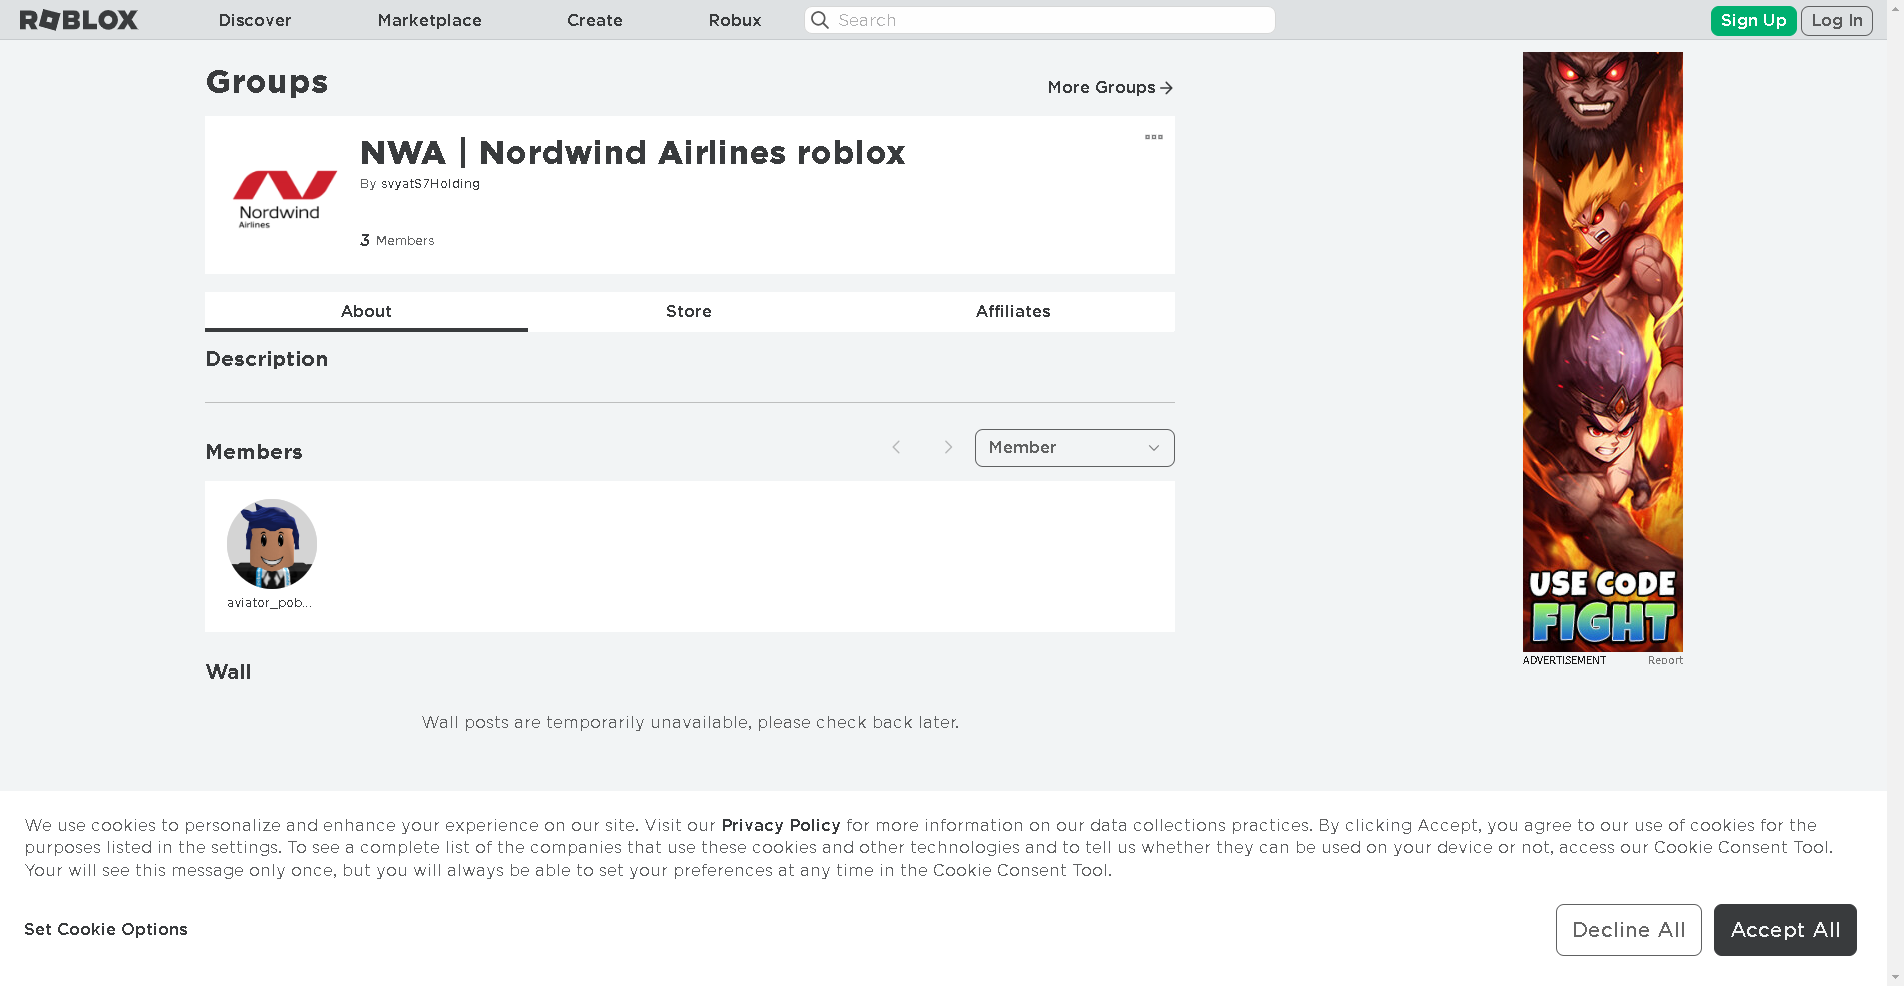 ROBLOX
Discover
Marketplace
Create
Robux
Search
Sign Up
Log In
Groups
More Groups
NWA | Nordwind Airlines roblox
By svyatS7Holding
Nordwind
Airlines
3 Members
About
Store
Affiliates
Description
Members
Member
aviator_pob...
Wall
Wall posts are temporarily unavailable, please check back later.
USE CODE
FIGHT
ADVERTISEMENT
Report
We use cookies to personalize and enhance your experience on our site. Visit our Privacy Policy for more information on our data collections practices. By clicking Accept, you agree to our use of cookies for the
purposes listed in the settings. To see a complete list of the companies that use these cookies and other technologies and to tell us whether they can be used on your device or not, access our Cookie Consent Tool.
Your will see this message only once, but you will always be able to set your preferences at any time in the Cookie Consent Tool.
Set Cookie Options
Decline All
Accept All